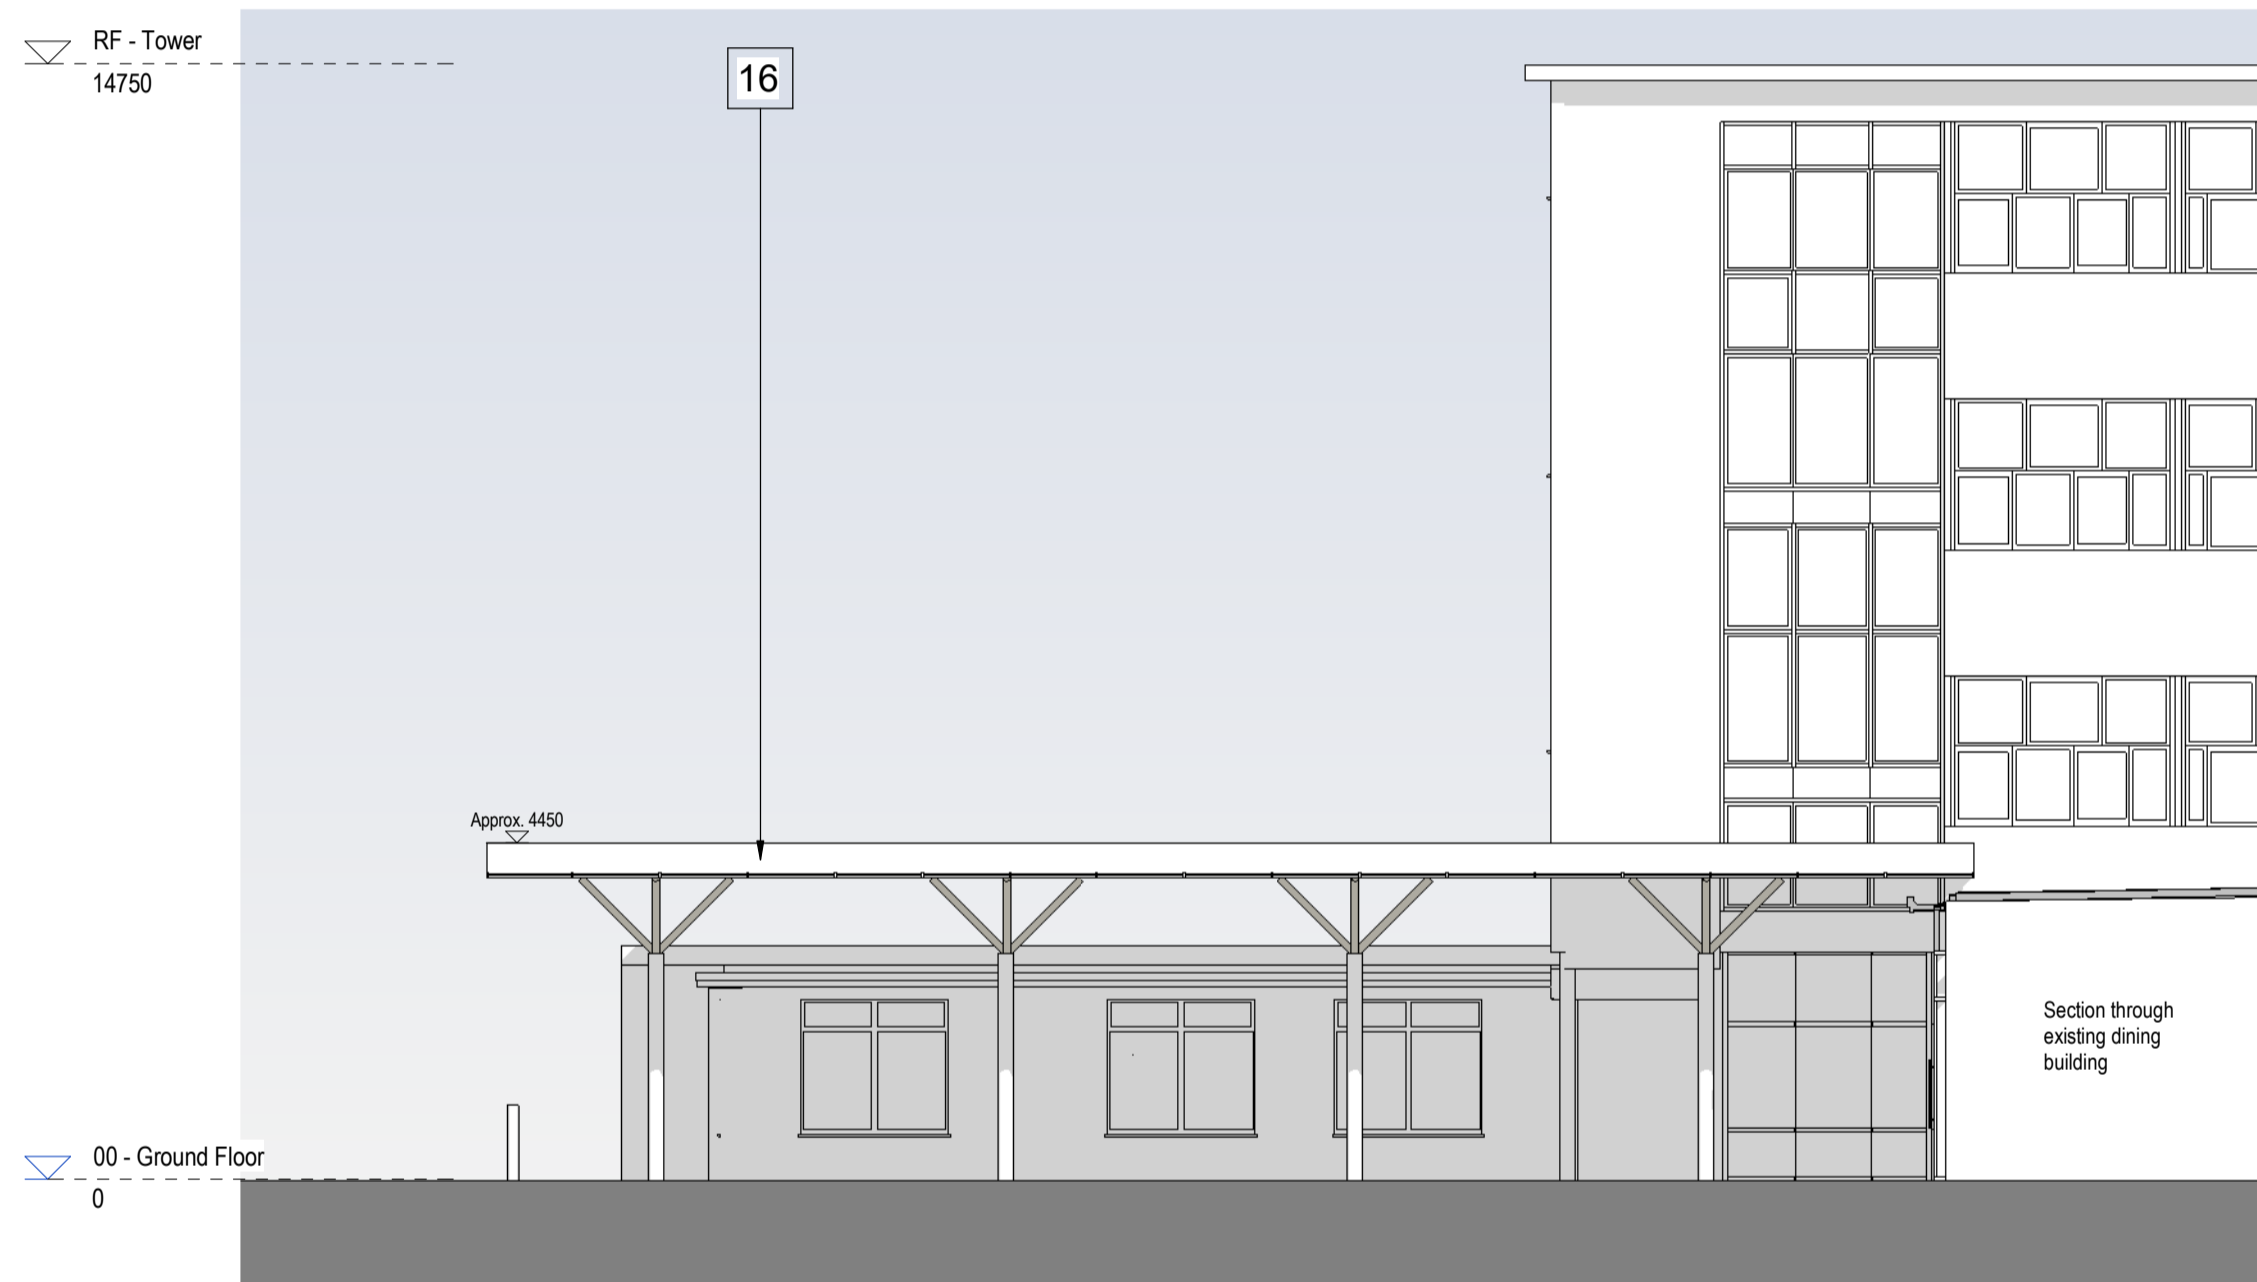 RF - Tower
14750
16
Approx. 4450
Section through
existing dining
building
00 - Ground Floor
0